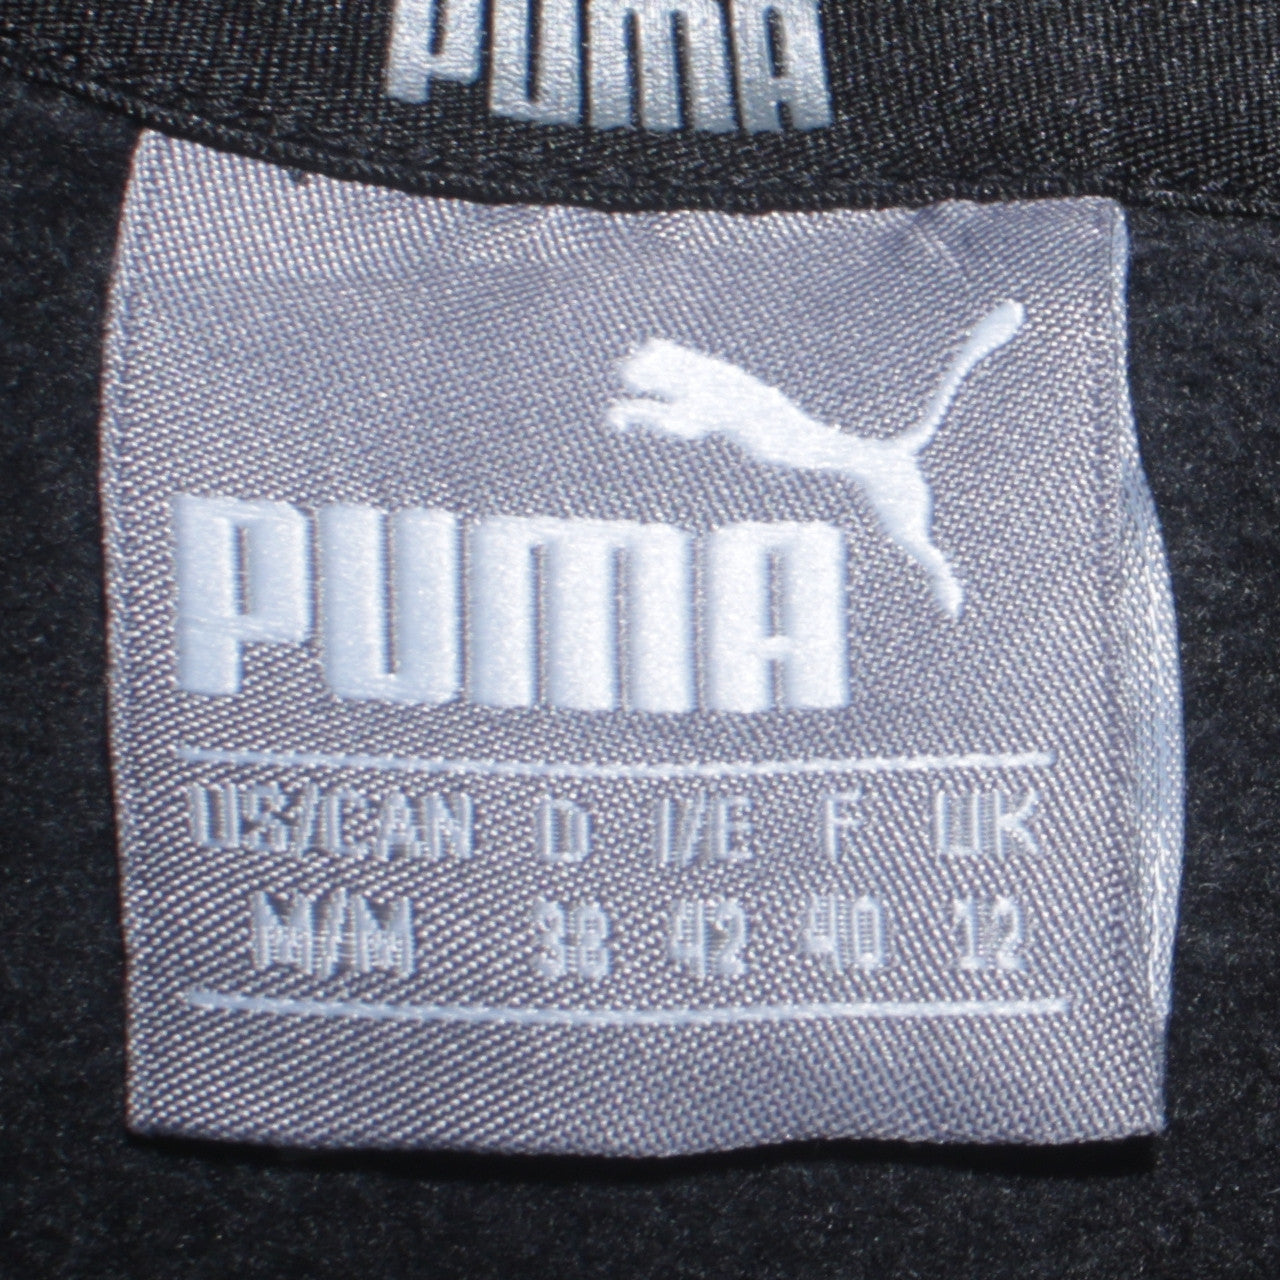 PUMA
PUMA
US/CAN D I/E F UK
M/M 38 42 40 12